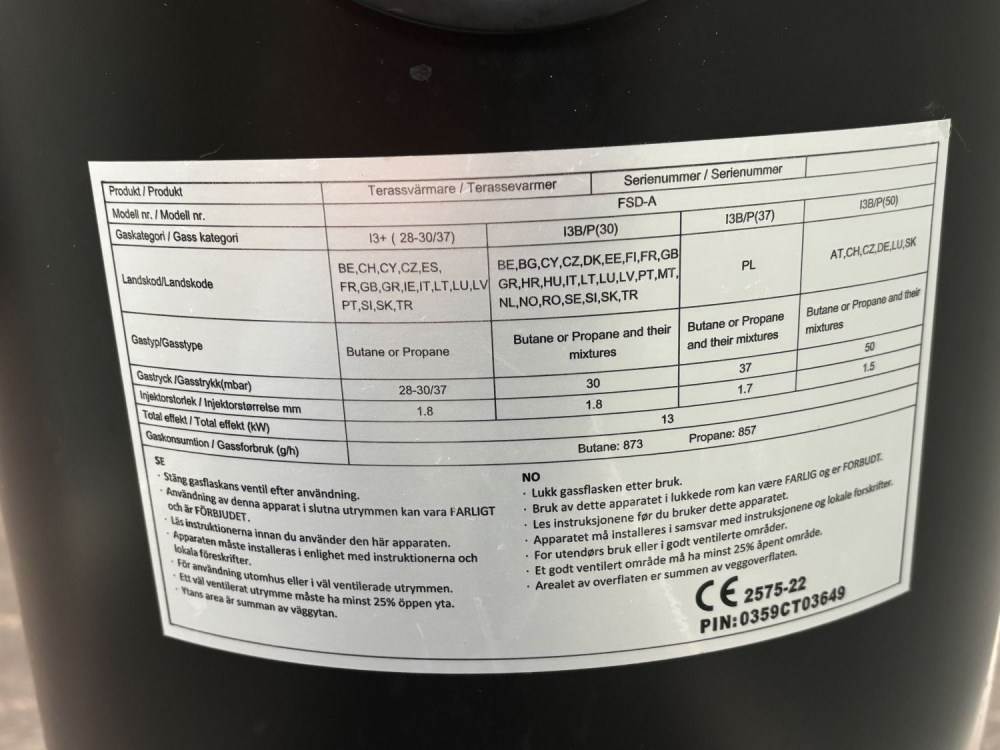 Produkt / Produkt Terassvärmare / Terassevarmer Serienummer / Serienummer
Modell nr. / Modell nr. FSD-A
Gaskategori / Gass kategori I3+ ( 28-30/37) I3B/P(30) I3B/P(37) I3B/P(50)
Landskod/Landskode BE,CH,CY,CZ,ES, FR,GB,GR,IE,IT,LT,LU,LV PT,SI,SK,TR BE,BG,CY,CZ,DK,EE,FI,FR,GB GR,HR,HU,IT,LT,LU,LV,PT,MT, NL,NO,RO,SE,SI,SK,TR PL AT,CH,CZ,DE,LU,SK
Gastyp/Gasstype Butane or Propane Butane or Propane and their mixtures Butane or Propane and their mixtures Butane or Propane and their mixtures
Gastryck /Gasstrykk(mbar) 28-30/37 30 37 50
Injektorstorlek / Injektorstørrelse mm 1.8 1.8 1.7 1.5
Total effekt / Total effekt (kW) 13
Gaskonsumtion / Gassforbruk (g/h) Butane: 873 Propane: 857
SE
· Stäng gasflaskans ventil efter användning.
· Användning av denna apparat i slutna utrymmen kan vara FARLIGT
och är FÖRBJUDET.
· Läs instruktionerna innan du använder den här apparaten.
· Apparaten måste installeras i enlighet med instruktionerna och
lokala föreskrifter.
· För användning utomhus eller i väl ventilerade utrymmen.
· Ett väl ventilerat utrymme måste ha minst 25% öppen yta.
· Ytans area är summan av väggytan.
NO
· Lukk gassflasken etter bruk.
· Bruk av dette apparatet i lukkede rom kan være FARLIG og er FORBUDT.
· Les instruksjonene før du bruker dette apparatet.
· Apparatet må installeres i samsvar med instruksjonene og lokale forskrifter.
· For utendørs bruk eller i godt ventilerte områder.
· Et godt ventilert område må ha minst 25% åpent område.
· Arealet av overflaten er summen av veggoverflaten.
CE 2575-22
PIN:0359CT03649